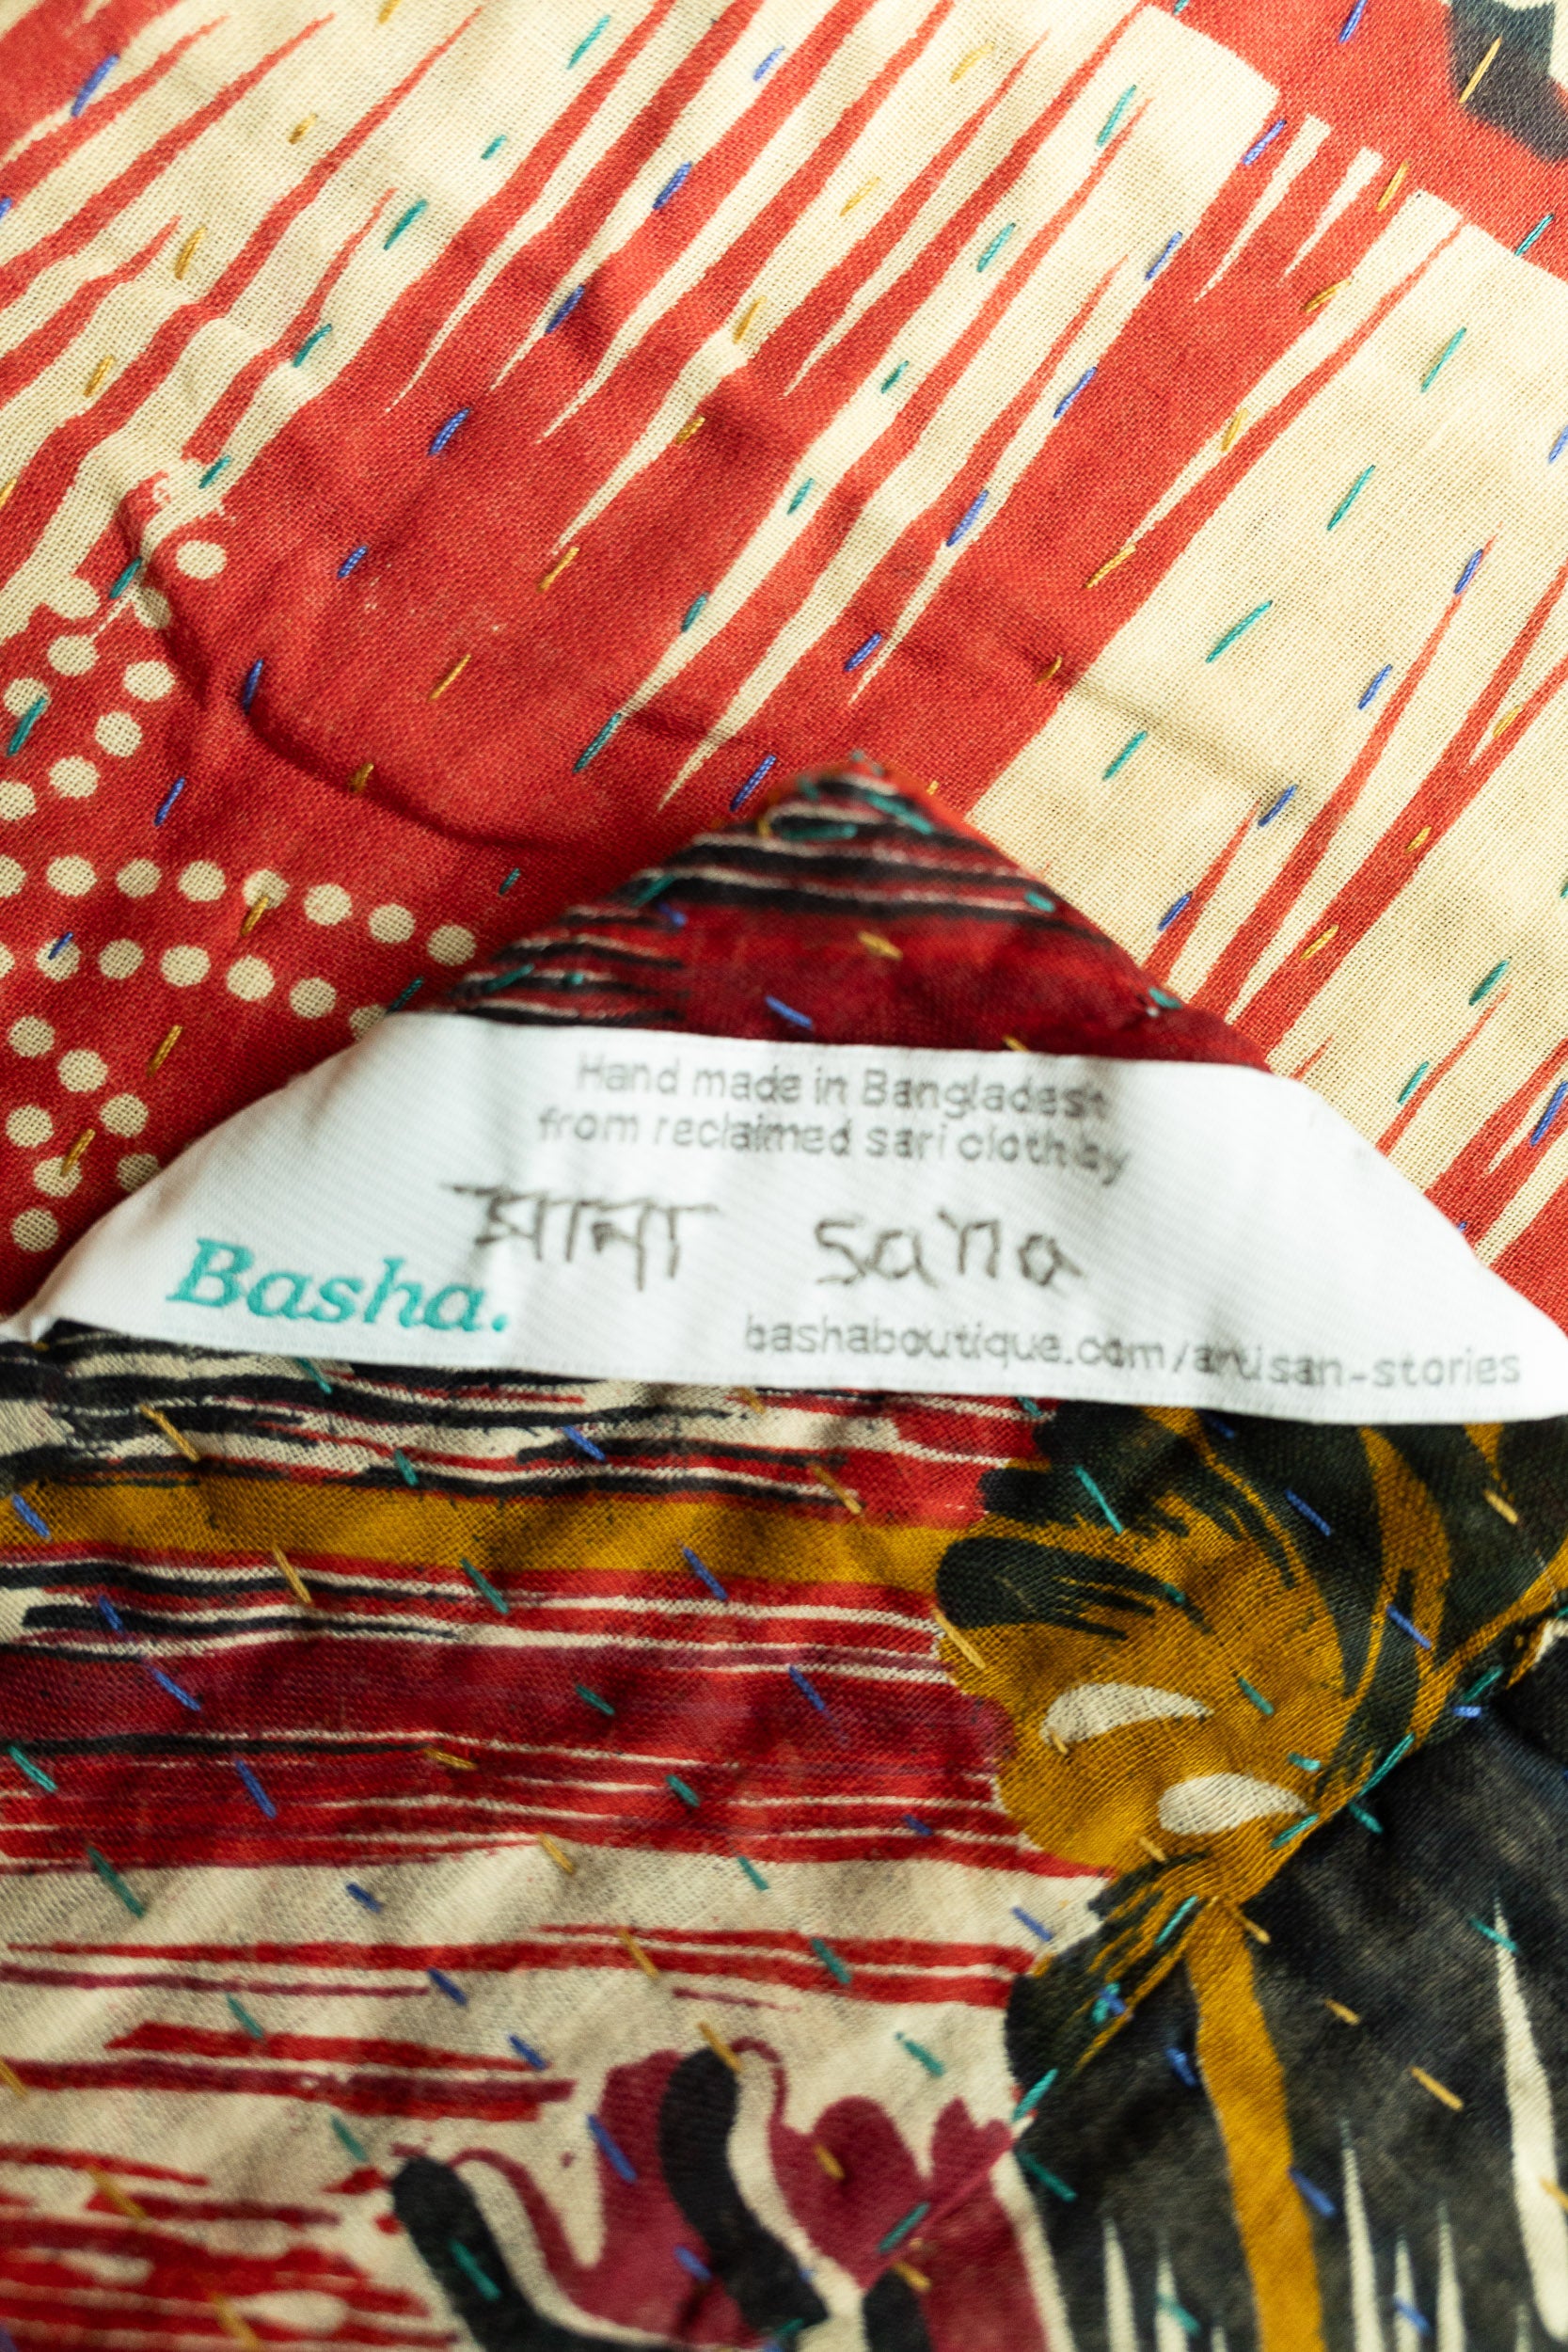 Hand made in Bangladesh
from reclaimed sari cloth by
সানা sana
Basha.
bashaboutique.com/artisan-stories